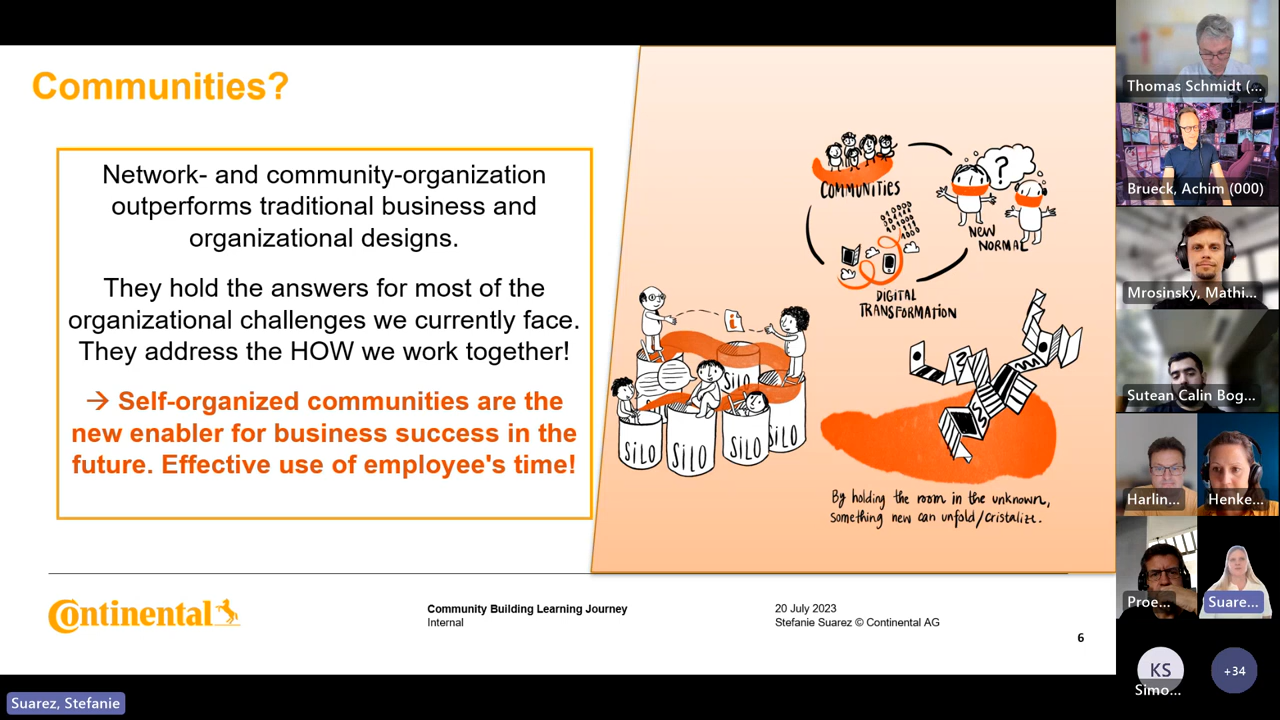 Communities?
Network- and community-organization
outperforms traditional business and
organizational designs.
They hold the answers for most of the
organizational challenges we currently face.
They address the HOW we work together!
→ Self-organized communities are the
new enabler for business success in the
future. Effective use of employee's time!
COMMUNITIES
?
NEW
NORMAL
DIGITAL
TRANSFORMATION
i
SILO
SILO
SILO
SILO
SILO
By holding the room in the unknown,
something new can unfold/cristalize.
Continental
Community Building Learning Journey
Internal
20 July 2023
Stefanie Suarez © Continental AG
6
Suarez, Stefanie
Thomas Schmidt (...
Brueck, Achim (000)
Mrosinsky, Mathi...
Sutean Calin Bog...
Harlin...
Henke...
Proe...
Suare...
KS
Simo...
+34